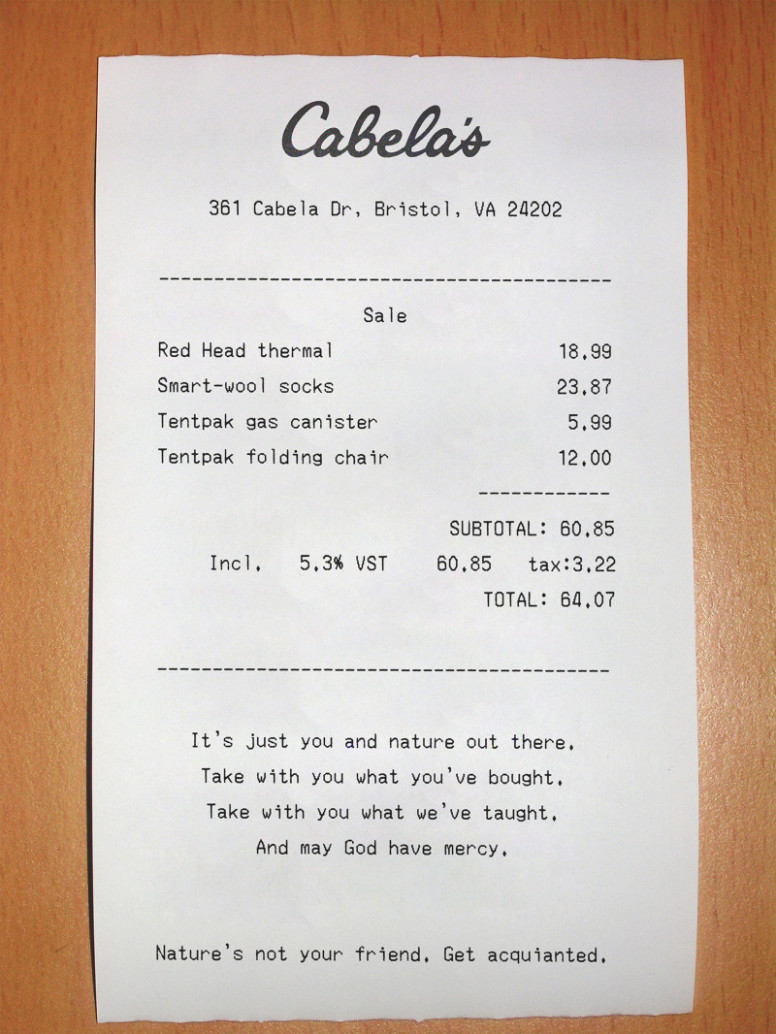 Cabela's
361 Cabela Dr, Bristol, VA 24202
-----------------------------------------
Sale
Red Head thermal 18.99
Smart-wool socks 23.87
Tentpak gas canister 5.99
Tentpak folding chair 12.00
------------
SUBTOTAL: 60.85
Incl. 5.3% VST 60.85 tax:3.22
TOTAL: 64.07
-----------------------------------------
It's just you and nature out there.
Take with you what you've bought.
Take with you what we've taught.
And may God have mercy.
Nature's not your friend. Get acquianted.